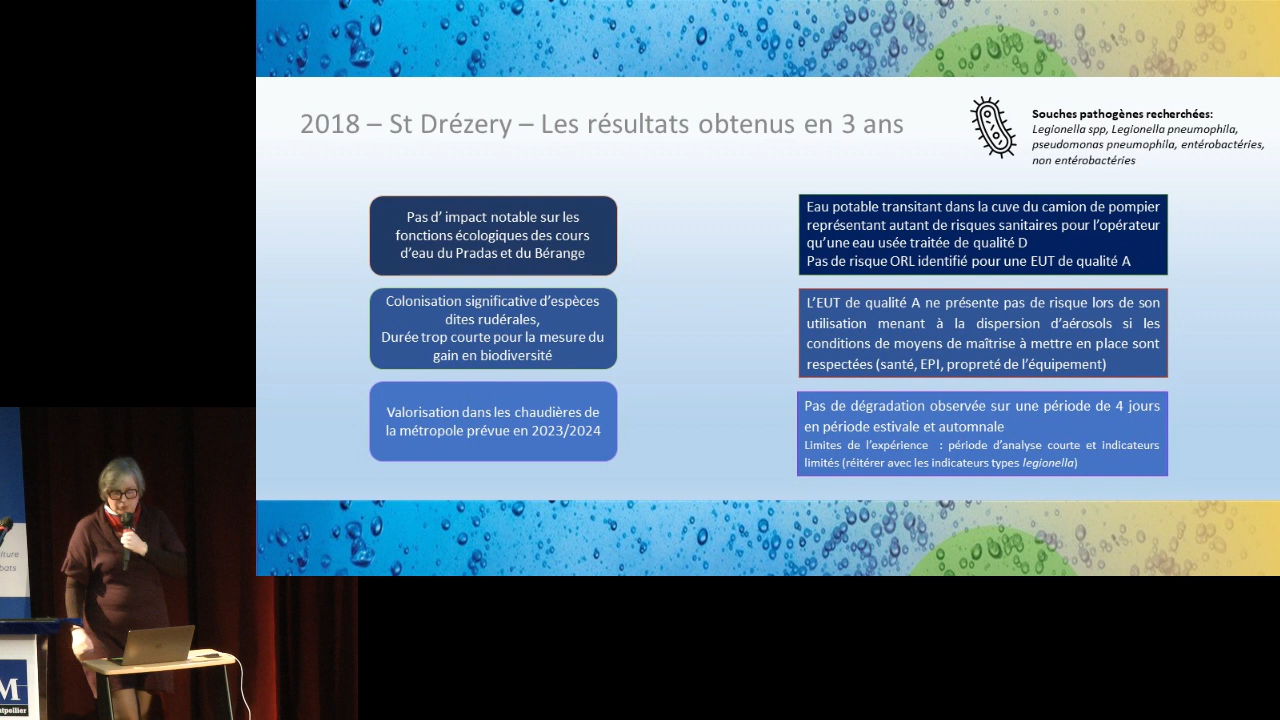 2018 – St Drézery – Les résultats obtenus en 3 ans
Souches pathogènes recherchées:
Legionella spp, Legionella pneumophila,
pseudomonas pneumophila, entérobactéries,
non entérobactéries
Pas d’ impact notable sur les
fonctions écologiques des cours
d’eau du Pradas et du Bérange
Colonisation significative d’espèces
dites rudérales,
Durée trop courte pour la mesure du
gain en biodiversité
Valorisation dans les chaudières de
la métropole prévue en 2023/2024
Eau potable transitant dans la cuve du camion de pompier
représentant autant de risques sanitaires pour l’opérateur
qu’une eau usée traitée de qualité D
Pas de risque ORL identifié pour une EUT de qualité A
L’EUT de qualité A ne présente pas de risque lors de son
utilisation menant à la dispersion d’aérosols si les
conditions de moyens de maîtrise à mettre en place sont
respectées (santé, EPI, propreté de l’équipement)
Pas de dégradation observée sur une période de 4 jours
en période estivale et automnale
Limites de l’expérience : période d’analyse courte et indicateurs
limités (réitérer avec les indicateurs types legionella)
lture
bats
M
tpellier